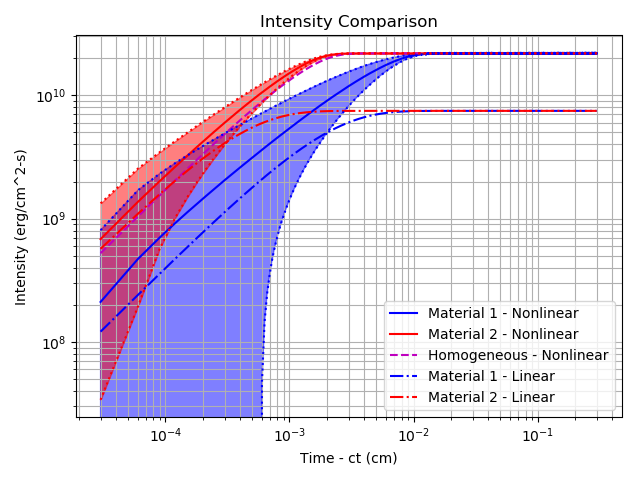 Intensity Comparison
Intensity (erg/cm^2-s)
10^10
10^9
10^8
Material 1 - Nonlinear
Material 2 - Nonlinear
Homogeneous - Nonlinear
Material 1 - Linear
Material 2 - Linear
10^−4
10^−3
10^−2
10^−1
Time - ct (cm)